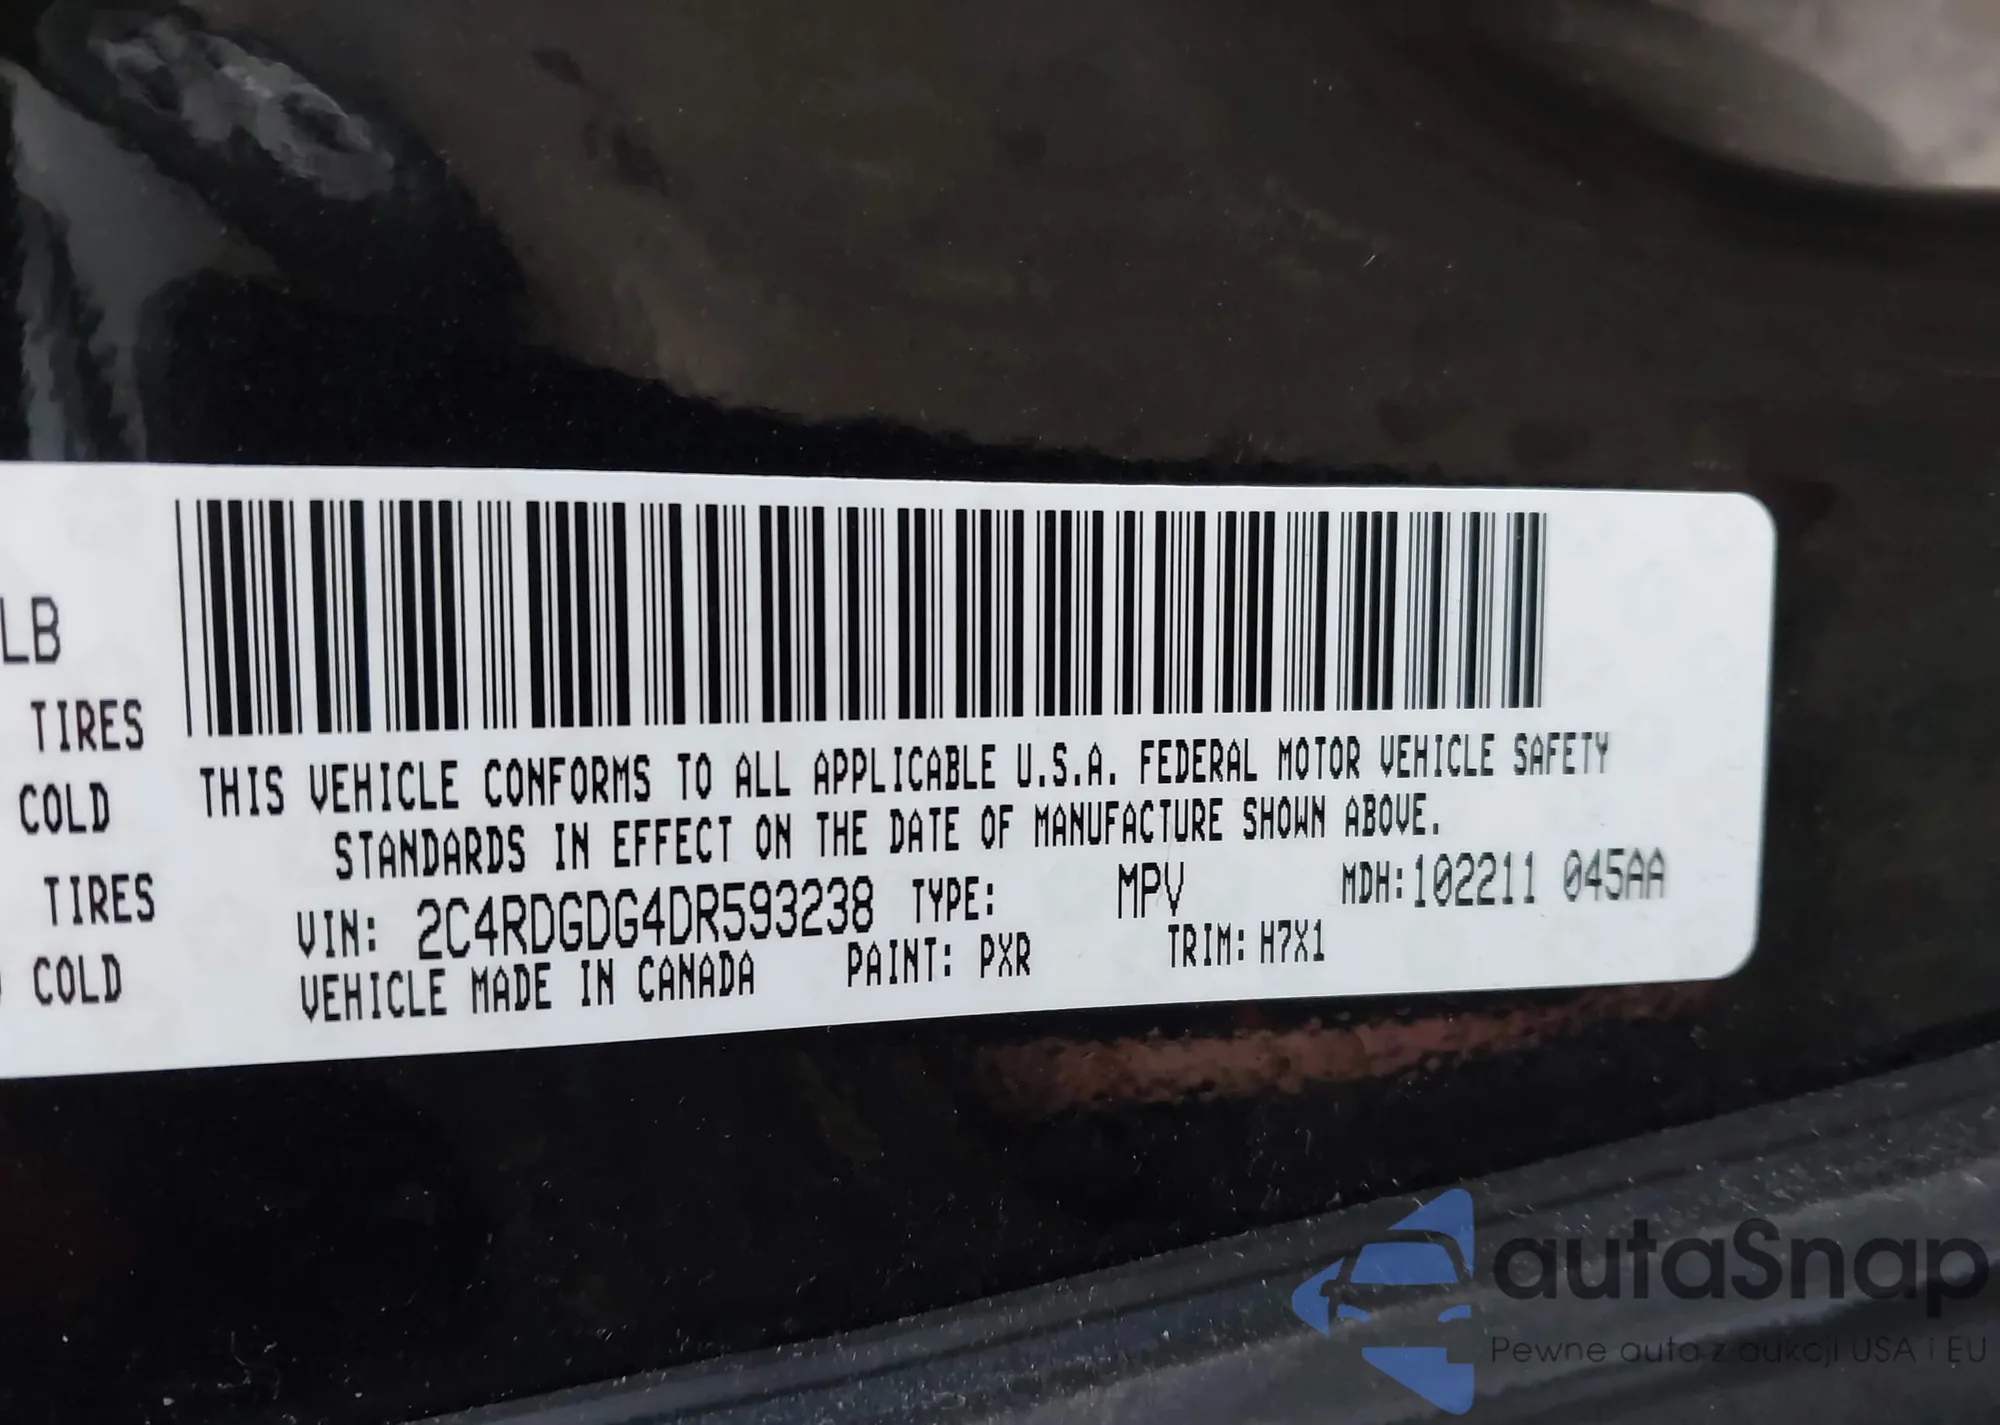 LB
TIRES
COLD
TIRES
COLD
THIS VEHICLE CONFORMS TO ALL APPLICABLE U.S.A. FEDERAL MOTOR VEHICLE SAFETY
STANDARDS IN EFFECT ON THE DATE OF MANUFACTURE SHOWN ABOVE.
VIN: 2C4RDGDG4DR593238 TYPE: MPV MDH:102211 045AA
VEHICLE MADE IN CANADA PAINT: PXR TRIM: H7X1
autaSnap
Pewne auta z aukcji USA i EU